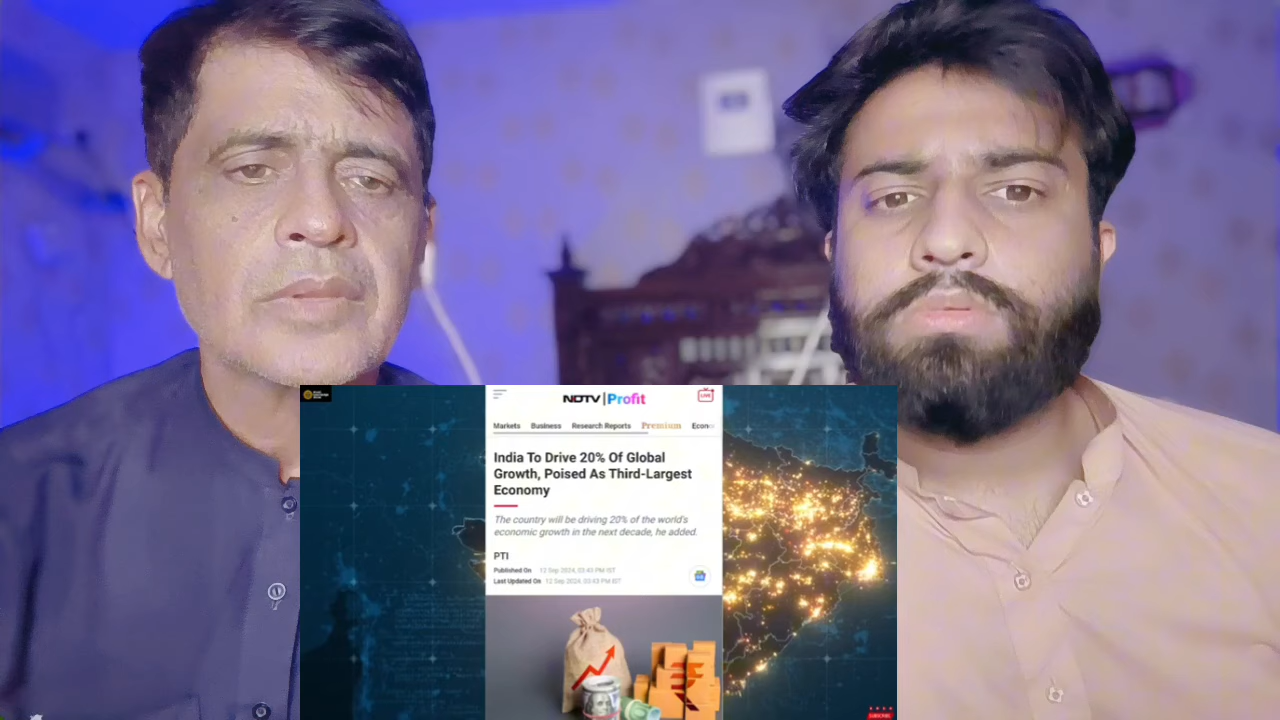 NDTV|Profit
LIVE
Markets Business Research Reports Premium Econo
India To Drive 20% Of Global
Growth, Poised As Third-Largest
Economy
The country will be driving 20% of the world's
economic growth in the next decade, he added.
PTI
Published On 12 Sep 2024, 03:43 PM IST
Last Updated On 12 Sep 2024, 03:43 PM IST